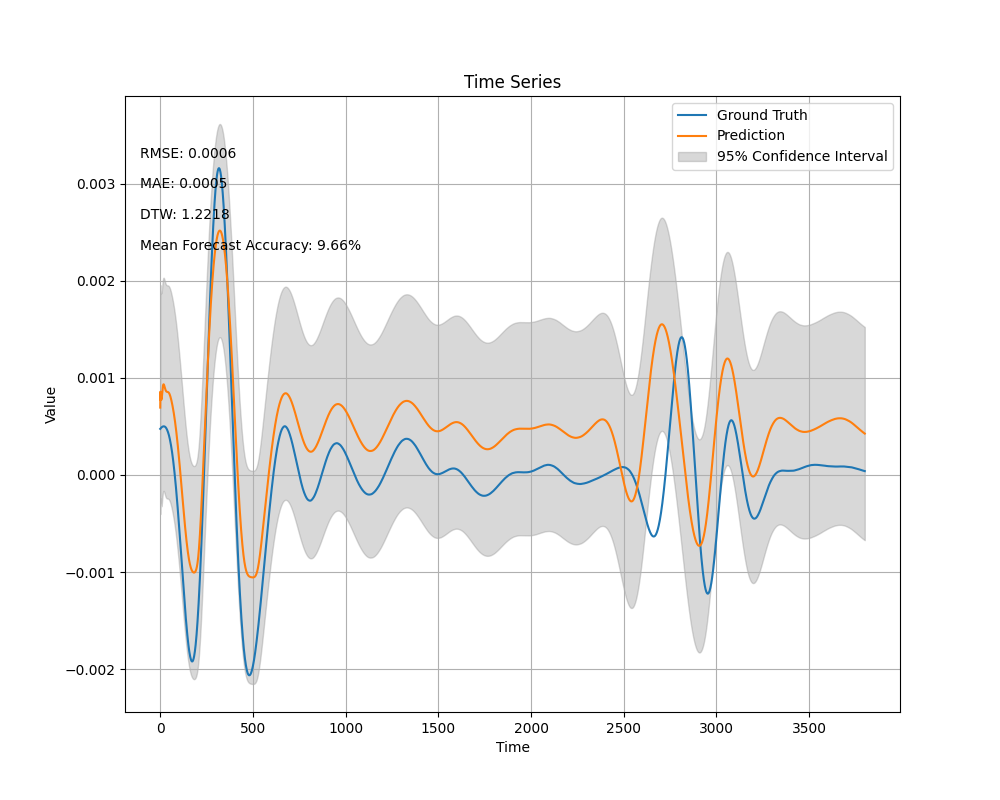 Time Series
Ground Truth
Prediction
95% Confidence Interval
RMSE: 0.0006
MAE: 0.0005
DTW: 1.2218
Mean Forecast Accuracy: 9.66%
0.003
0.002
0.001
0.000
−0.001
−0.002
Value
0 500 1000 1500 2000 2500 3000 3500
Time